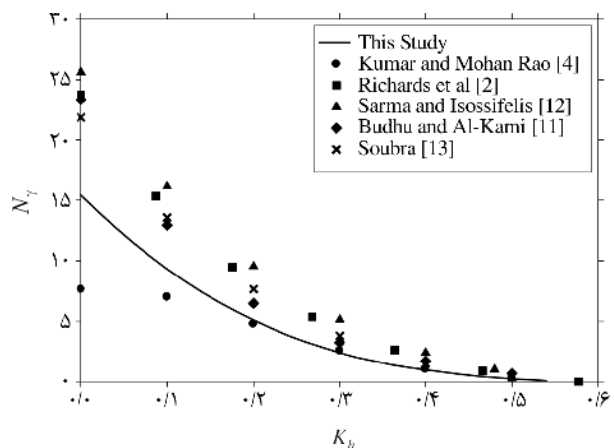 This Study
Kumar and Mohan Rao [4]
Richards et al [2]
Sarma and Isossifelis [12]
Budhu and Al-Kami [11]
Soubra [13]
۳۰
۲۵
۲۰
۱۵
۱۰
۵
۰
Nγ
۰/۰ ۰/۱ ۰/۲ ۰/۳ ۰/۴ ۰/۵ ۰/۶
Kh